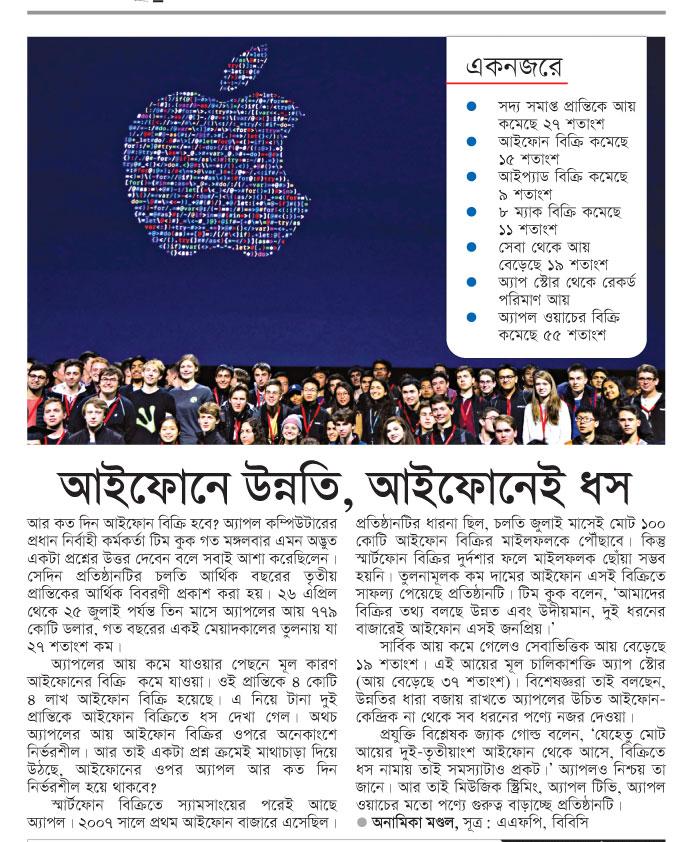 একনজরে
সদ্য সমাপ্ত প্রান্তিকে আয়
কমেছে ২৭ শতাংশ
আইফোন বিক্রি কমেছে
১৫ শতাংশ
আইপ্যাড বিক্রি কমেছে
৯ শতাংশ
৮ ম্যাক বিক্রি কমেছে
১১ শতাংশ
সেবা থেকে আয়
বেড়েছে ১৯ শতাংশ
অ্যাপ স্টোর থেকে রেকর্ড
পরিমাণ আয়
অ্যাপল ওয়াচের বিক্রি
কমেছে ৫৫ শতাংশ
আইফোনে উন্নতি, আইফোনেই ধস
আর কত দিন আইফোন বিক্রি হবে? অ্যাপল কম্পিউটারের
প্রধান নির্বাহী কর্মকর্তা টিম কুক গত মঙ্গলবার এমন অদ্ভুত
একটা প্রশ্নের উত্তর দেবেন বলে সবাই আশা করেছিলেন।
সেদিন প্রতিষ্ঠানটির চলতি আর্থিক বছরের তৃতীয়
প্রান্তিকের আর্থিক বিবরণী প্রকাশ করা হয়। ২৬ এপ্রিল
থেকে ২৫ জুলাই পর্যন্ত তিন মাসে অ্যাপলের আয় ৭৭৯
কোটি ডলার, গত বছরের একই মেয়াদকালের তুলনায় যা
২৭ শতাংশ কম।
অ্যাপলের আয় কমে যাওয়ার পেছনে মূল কারণ
আইফোনের বিক্রি কমে যাওয়া। ওই প্রান্তিকে ৪ কোটি
৪ লাখ আইফোন বিক্রি হয়েছে। এ নিয়ে টানা দুই
প্রান্তিকে আইফোন বিক্রিতে ধস দেখা গেল। অথচ
অ্যাপলের আয় আইফোন বিক্রির ওপরে অনেকাংশে
নির্ভরশীল। আর তাই একটা প্রশ্ন ক্রমেই মাথাচাড়া দিয়ে
উঠছে, আইফোনের ওপর অ্যাপল আর কত দিন
নির্ভরশীল হয়ে থাকবে?
স্মার্টফোন বিক্রিতে স্যামসাংয়ের পরেই আছে
অ্যাপল। ২০০৭ সালে প্রথম আইফোন বাজারে এসেছিল।
প্রতিষ্ঠানটির ধারনা ছিল, চলতি জুলাই মাসেই মোট ১০০
কোটি আইফোন বিক্রির মাইলফলকে পৌঁছাবে। কিন্তু
স্মার্টফোন বিক্রির দুর্দশার ফলে মাইলফলক ছোঁয়া সম্ভব
হয়নি। তুলনামূলক কম দামের আইফোন এসই বিক্রিতে
সাফল্য পেয়েছে প্রতিষ্ঠানটি। টিম কুক বলেন, ‘আমাদের
বিক্রির তথ্য বলছে উন্নত এবং উদীয়মান, দুই ধরনের
বাজারেই আইফোন এসই জনপ্রিয়।’
সার্বিক আয় কমে গেলেও সেবাভিত্তিক আয় বেড়েছে
১৯ শতাংশ। এই আয়ের মূল চালিকাশক্তি অ্যাপ স্টোর
(আয় বেড়েছে ৩৭ শতাংশ)। বিশেষজ্ঞরা তাই বলছেন,
উন্নতির ধারা বজায় রাখতে অ্যাপলের উচিত আইফোন-
কেন্দ্রিক না থেকে সব ধরনের পণ্যে নজর দেওয়া।
প্রযুক্তি বিশ্লেষক জ্যাক গোল্ড বলেন, ‘যেহেতু মোট
আয়ের দুই-তৃতীয়াংশ আইফোন থেকে আসে, বিক্রিতে
ধস নামায় তাই সমস্যাটাও প্রকট।’ অ্যাপলও নিশ্চয় তা
জানে। আর তাই মিউজিক স্ট্রিমিং, অ্যাপল টিভি, অ্যাপল
ওয়াচের মতো পণ্যে গুরুত্ব বাড়াচ্ছে প্রতিষ্ঠানটি।
● অনামিকা মণ্ডল, সূত্র : এএফপি, বিবিসি